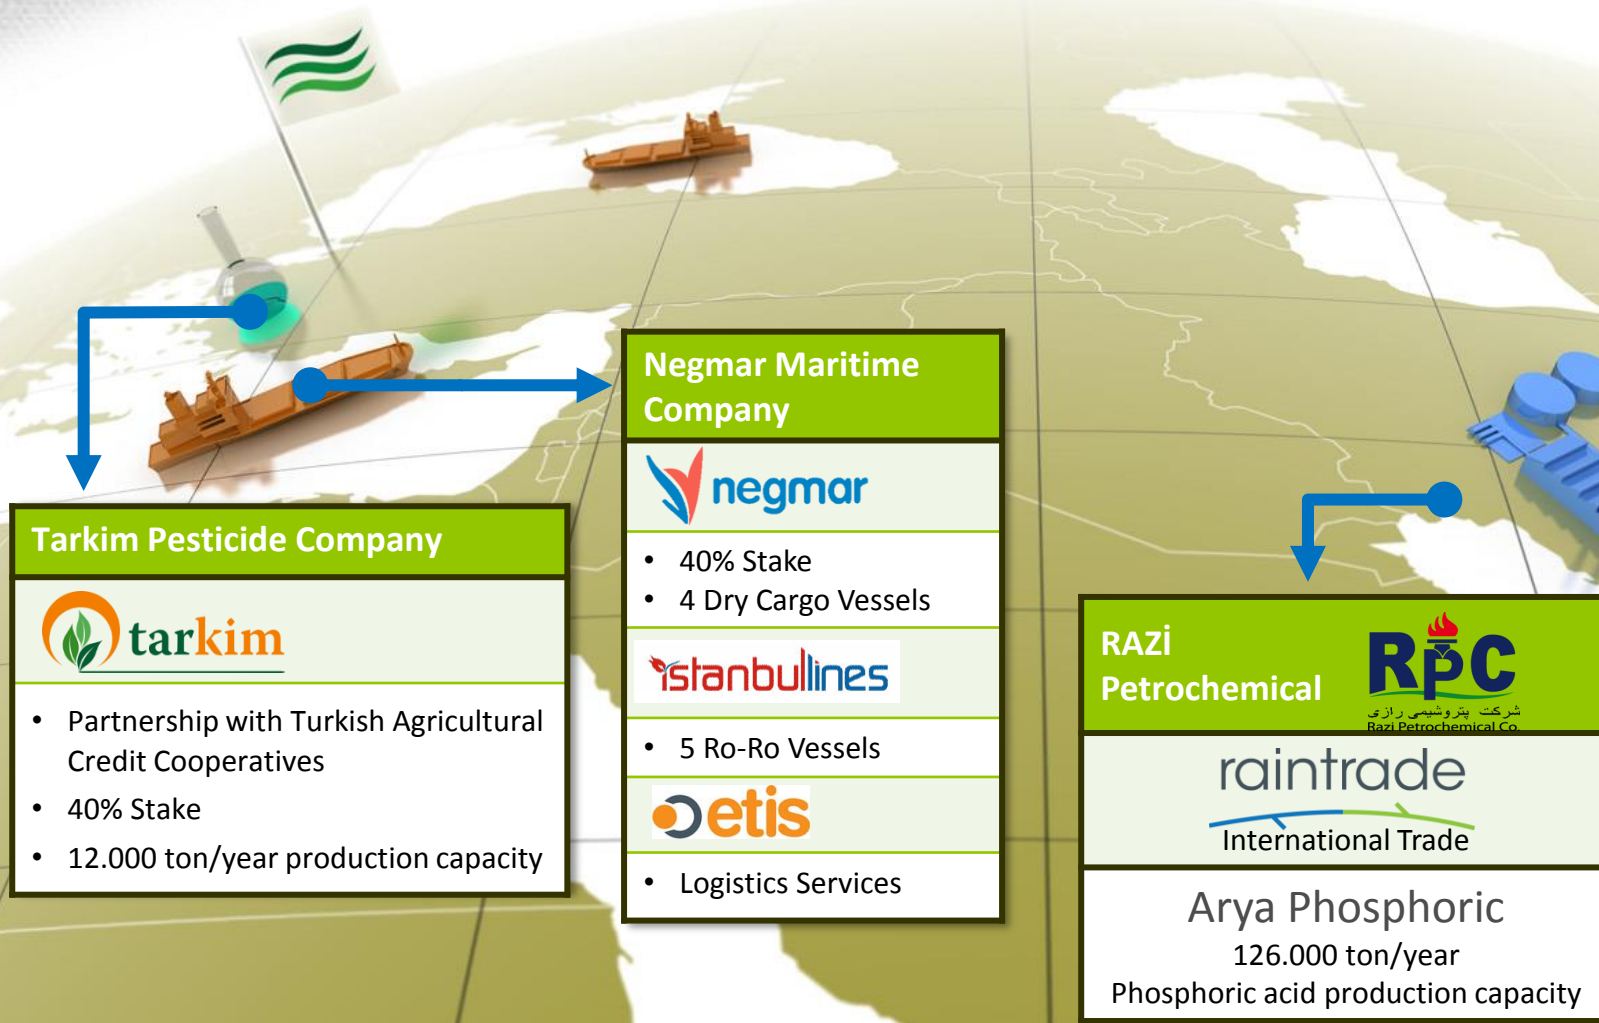 Tarkim Pesticide Company
tarkim
• Partnership with Turkish Agricultural
Credit Cooperatives
• 40% Stake
• 12.000 ton/year production capacity
Negmar Maritime
Company
negmar
• 40% Stake
• 4 Dry Cargo Vessels
istanbullines
• 5 Ro-Ro Vessels
etis
• Logistics Services
RAZİ
Petrochemical
RPC
شركت پتروشیمی رازی
Razi Petrochemical Co.
raintrade
International Trade
Arya Phosphoric
126.000 ton/year
Phosphoric acid production capacity